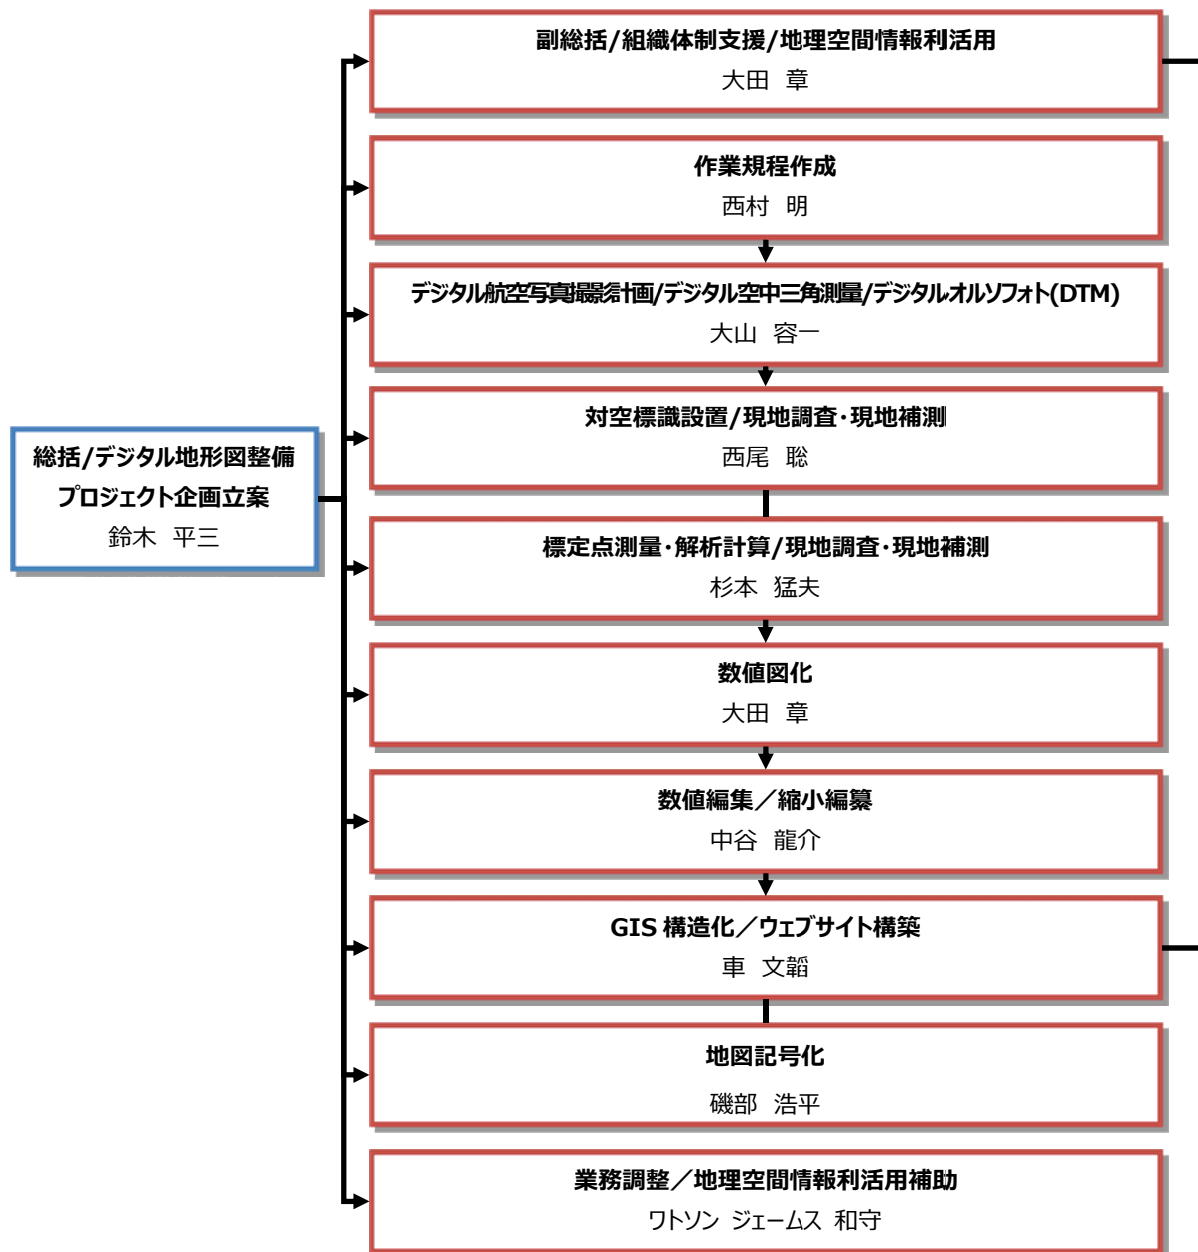 副総括/組織体制支援/地理空間情報利活用
大田 章
作業規程作成
西村 明
デジタル航空写真撮影計画/デジタル空中三角測量/デジタルオルソフォト(DTM)
大山 容一
対空標識設置/現地調査・現地補測
西尾 聡
総括/デジタル地形図整備
プロジェクト企画立案
鈴木 平三
標定点測量・解析計算/現地調査・現地補測
杉本 猛夫
数値図化
大田 章
数値編集／縮小編纂
中谷 龍介
GIS 構造化／ウェブサイト構築
車 文韜
地図記号化
磯部 浩平
業務調整／地理空間情報利活用補助
ワトソン ジェームス 和守